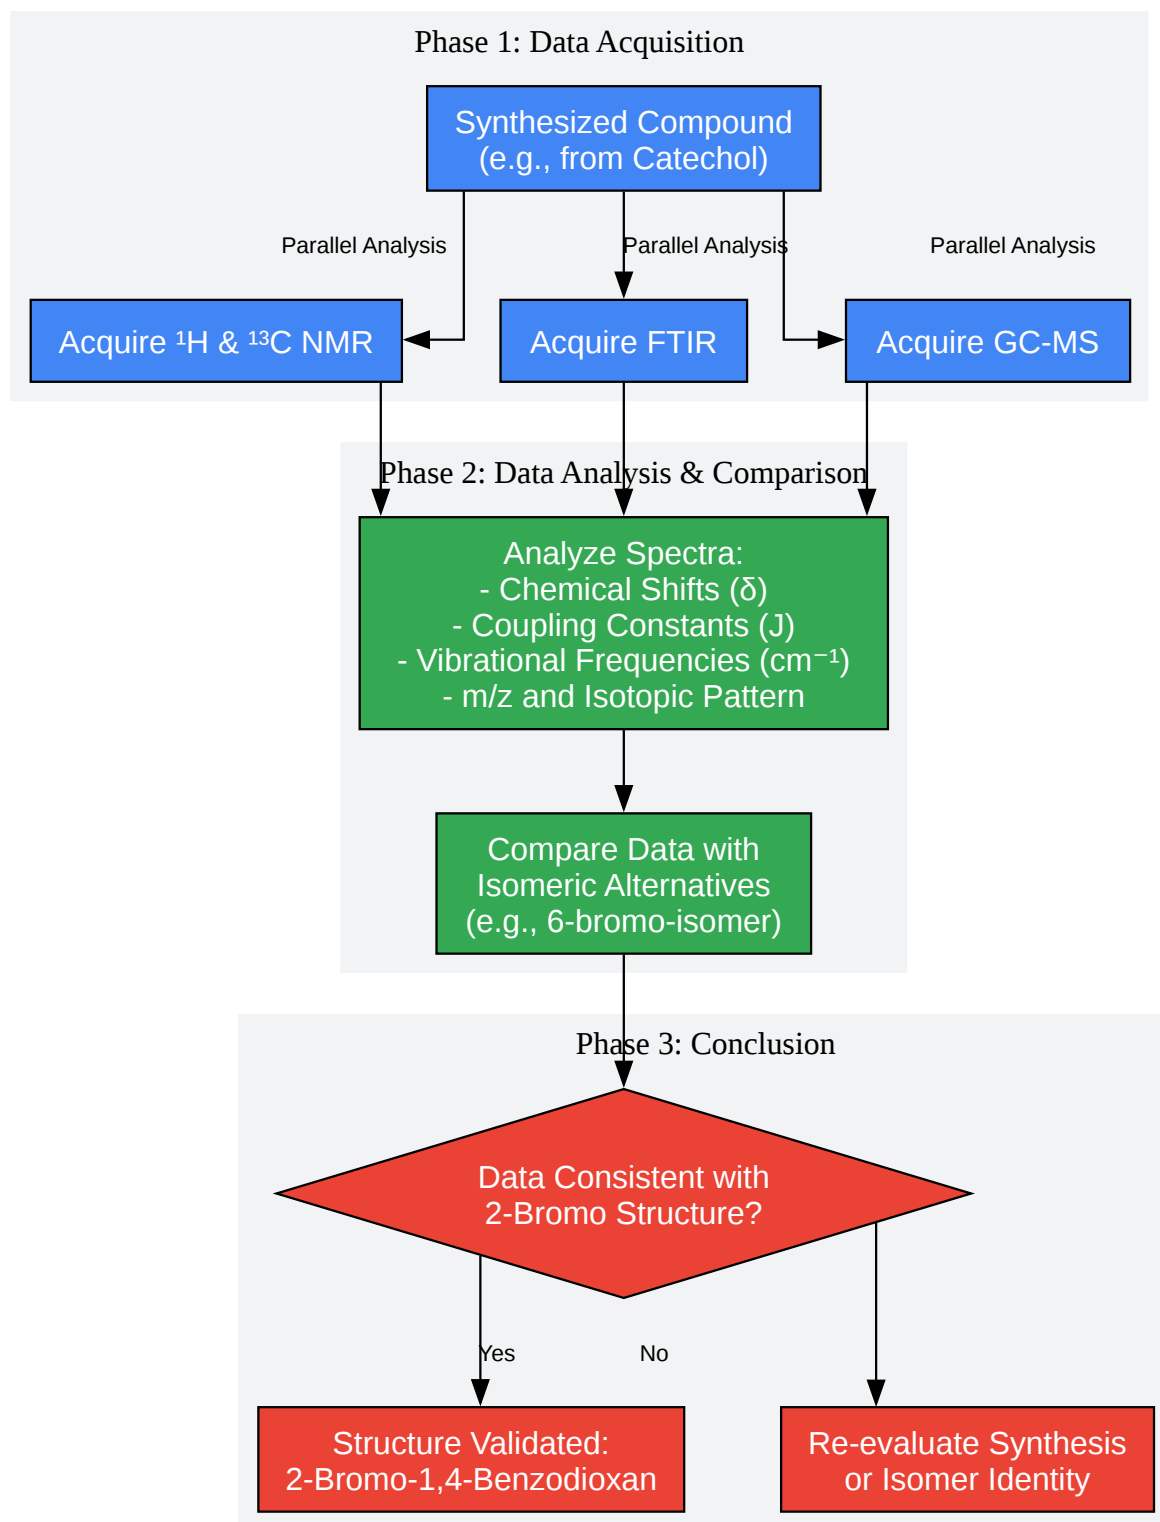 Phase 1: Data Acquisition
Synthesized Compound
(e.g., from Catechol)
Parallel Analysis
Parallel Analysis
Parallel Analysis
Acquire ¹H & ¹³C NMR
Acquire FTIR
Acquire GC-MS
Phase 2: Data Analysis & Comparison
Analyze Spectra:
- Chemical Shifts (δ)
- Coupling Constants (J)
- Vibrational Frequencies (cm⁻¹)
- m/z and Isotopic Pattern
Compare Data with
Isomeric Alternatives
(e.g., 6-bromo-isomer)
Phase 3: Conclusion
Data Consistent with
2-Bromo Structure?
Yes
No
Structure Validated:
2-Bromo-1,4-Benzodioxan
Re-evaluate Synthesis
or Isomer Identity